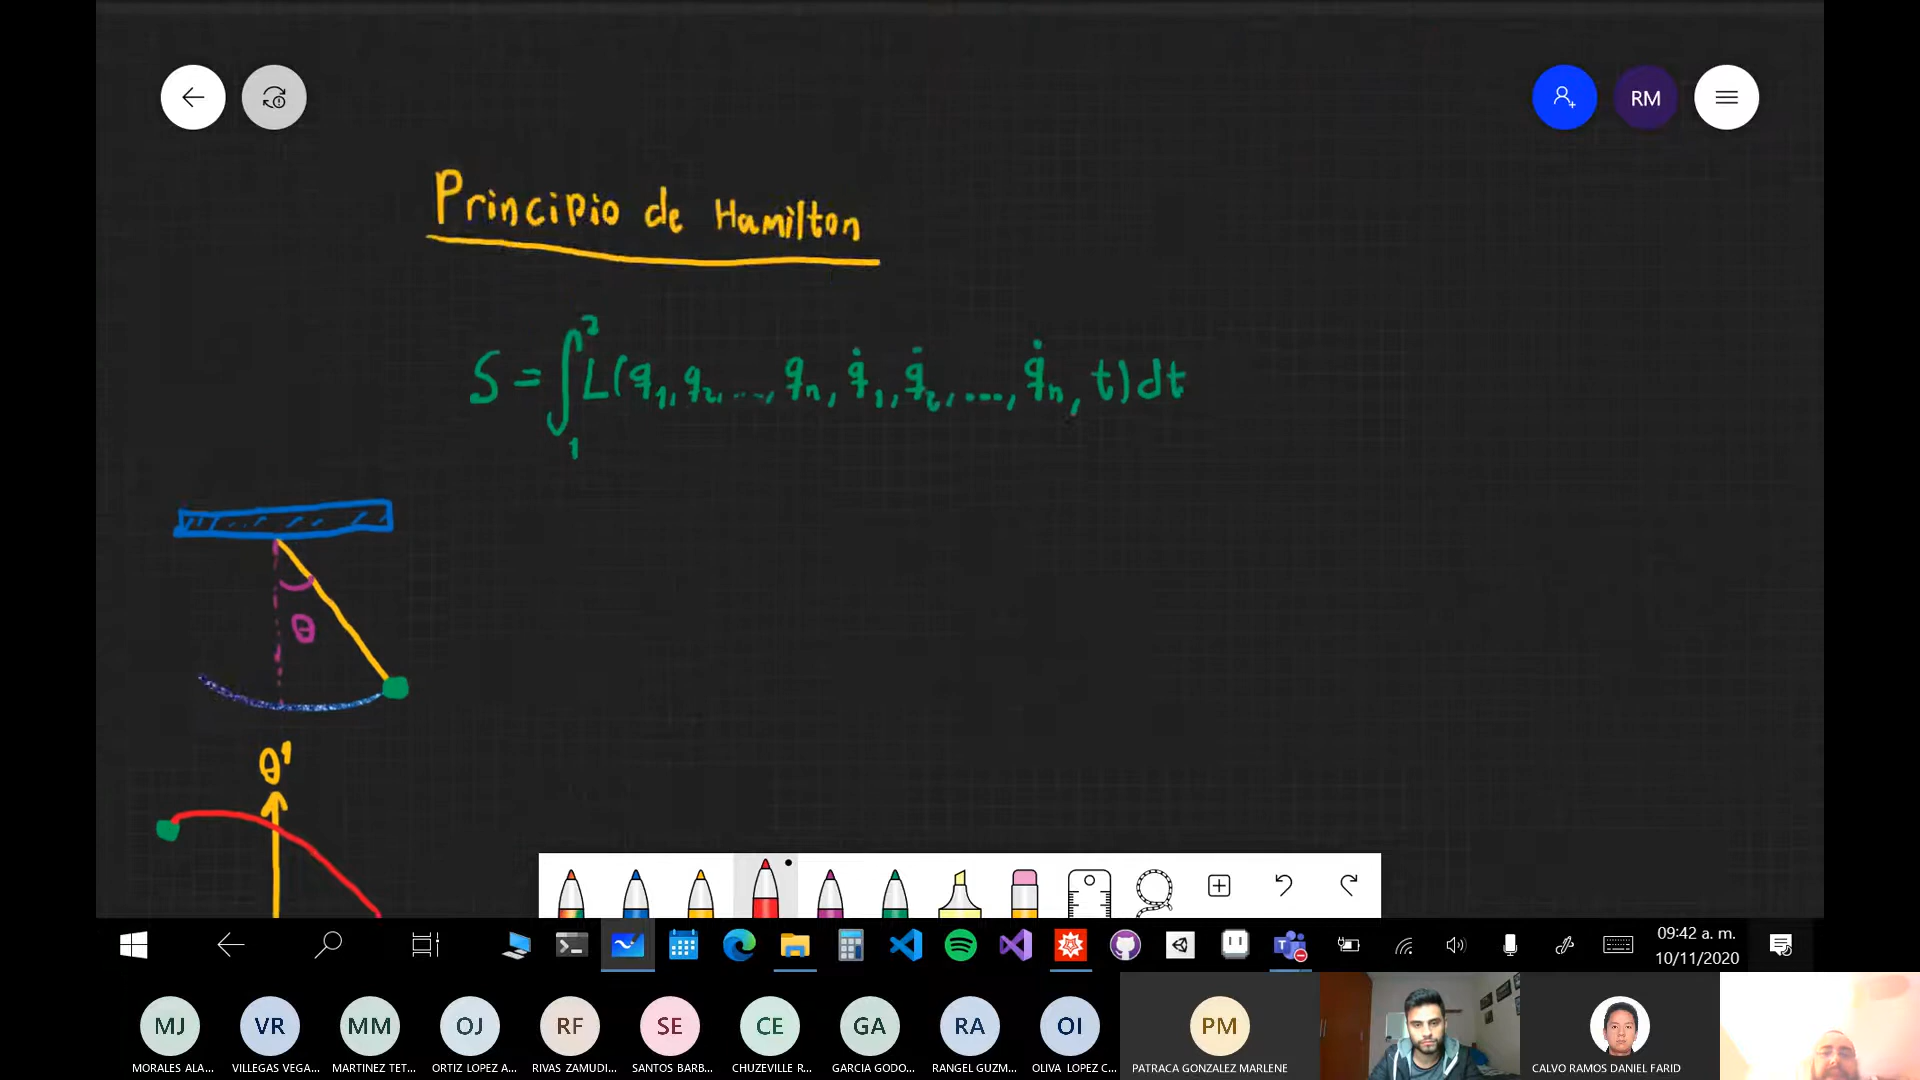 RM
Principio de Hamilton
S = ∫₁² L(q₁, q₂, ..., qₙ, q̇₁, q̇₂, ..., q̇ₙ, t) dt
θ
θ'
09:42 a. m.
10/11/2020
MJ VR MM OJ RF SE CE GA RA OI PM
MORALES ALA... VILLEGAS VEGA... MARTINEZ TET... ORTIZ LOPEZ A... RIVAS ZAMUDI... SANTOS BARB... CHUZEVILLE R... GARCIA GODO... RANGEL GUZM... OLIVA LOPEZ C... PATRACA GONZALEZ MARLENE CALVO RAMOS DANIEL FARID